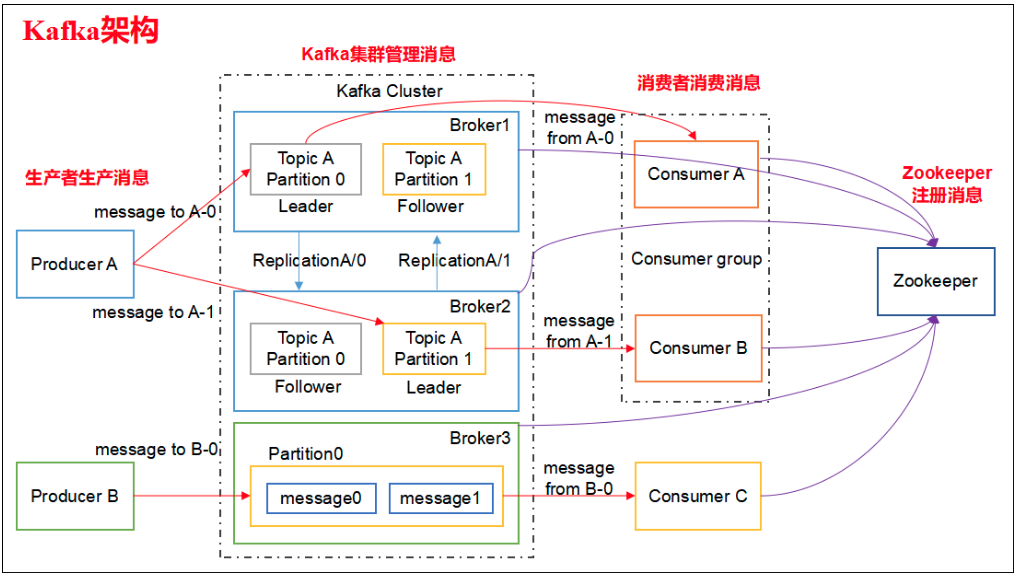 Kafka架构
Kafka集群管理消息
消费者消费消息
Kafka Cluster
Broker1
message
from A-0
Topic A
Partition 0
Leader
Topic A
Partition 1
Follower
Consumer A
Zookeeper
注册消息
生产者生产消息
message to A-0
Producer A
ReplicationA/0
ReplicationA/1
Consumer group
Zookeeper
message to A-1
Broker2
message
from A-1
Topic A
Partition 0
Follower
Topic A
Partition 1
Leader
Consumer B
message to B-0
Broker3
Partition0
message
from B-0
Producer B
message0
message1
Consumer C